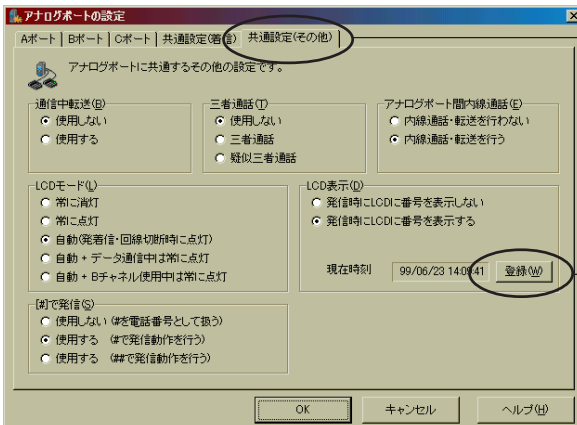 アナログポートの設定
Aポート Bポート Cポート 共通設定(着信) 共通設定(その他)
アナログポートに共通するその他の設定です。
通信中転送(B)
使用しない
使用する
三者通話(T)
使用しない
三者通話
疑似三者通話
アナログポート間内線通話(E)
内線通話・転送を行わない
内線通話・転送を行う
LCDモード(L)
常に消灯
常に点灯
自動(発着信・回線切断時に点灯)
自動 + データ通信中は常に点灯
自動 + Bチャネル使用中は常に点灯
LCD表示(D)
発信時にLCDに番号を表示しない
発信時にLCDに番号を表示する
現在時刻 99/06/23 14:09:41 登録(W)
[#]で発信(S)
使用しない (#を電話番号として扱う)
使用する (#で発信動作を行う)
使用する (##で発信動作を行う)
OK キャンセル ヘルプ(H)